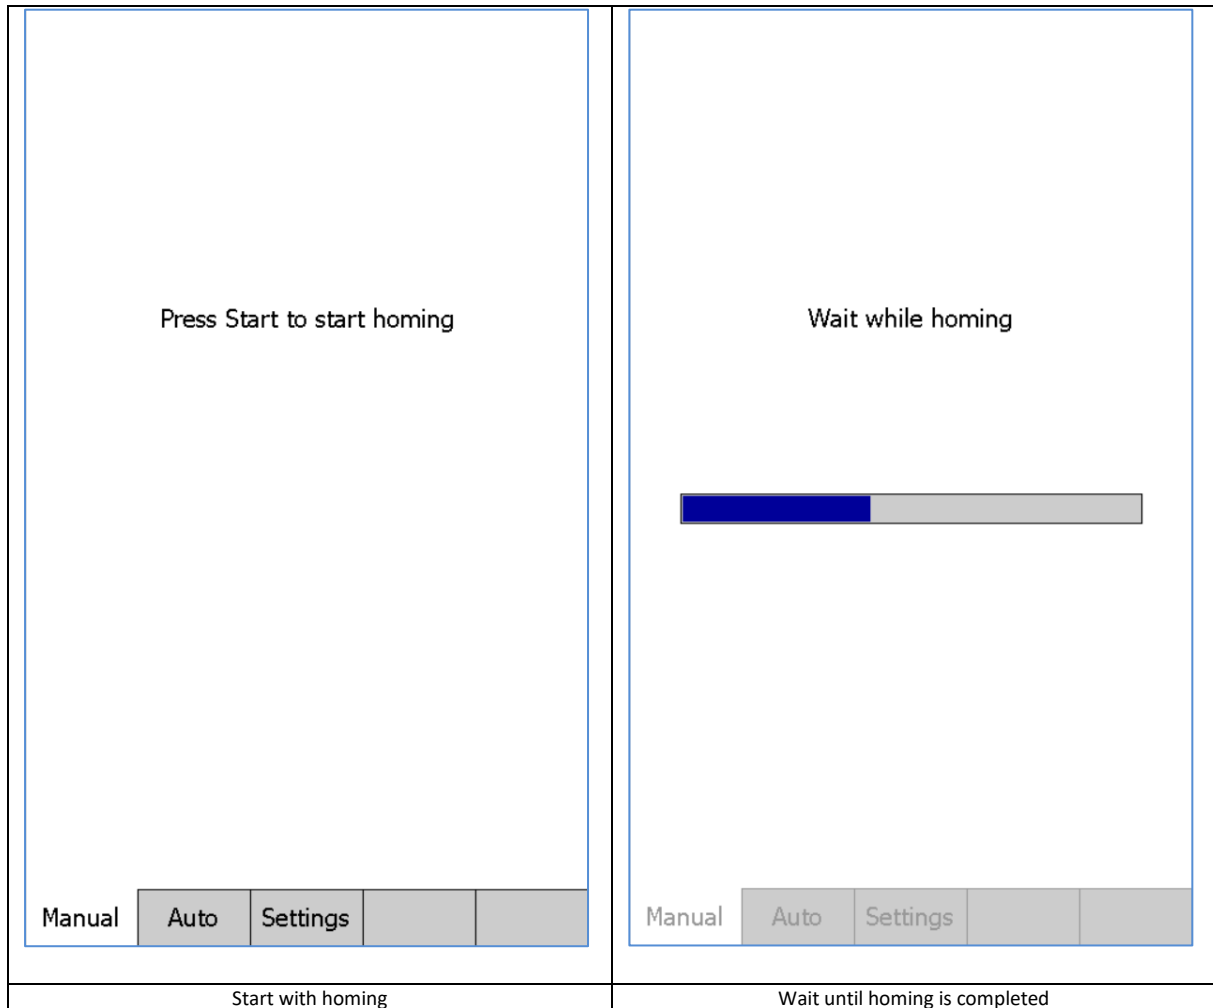 Press Start to start homing
Manual Auto Settings
Start with homing
Wait while homing
Manual Auto Settings
Wait until homing is completed